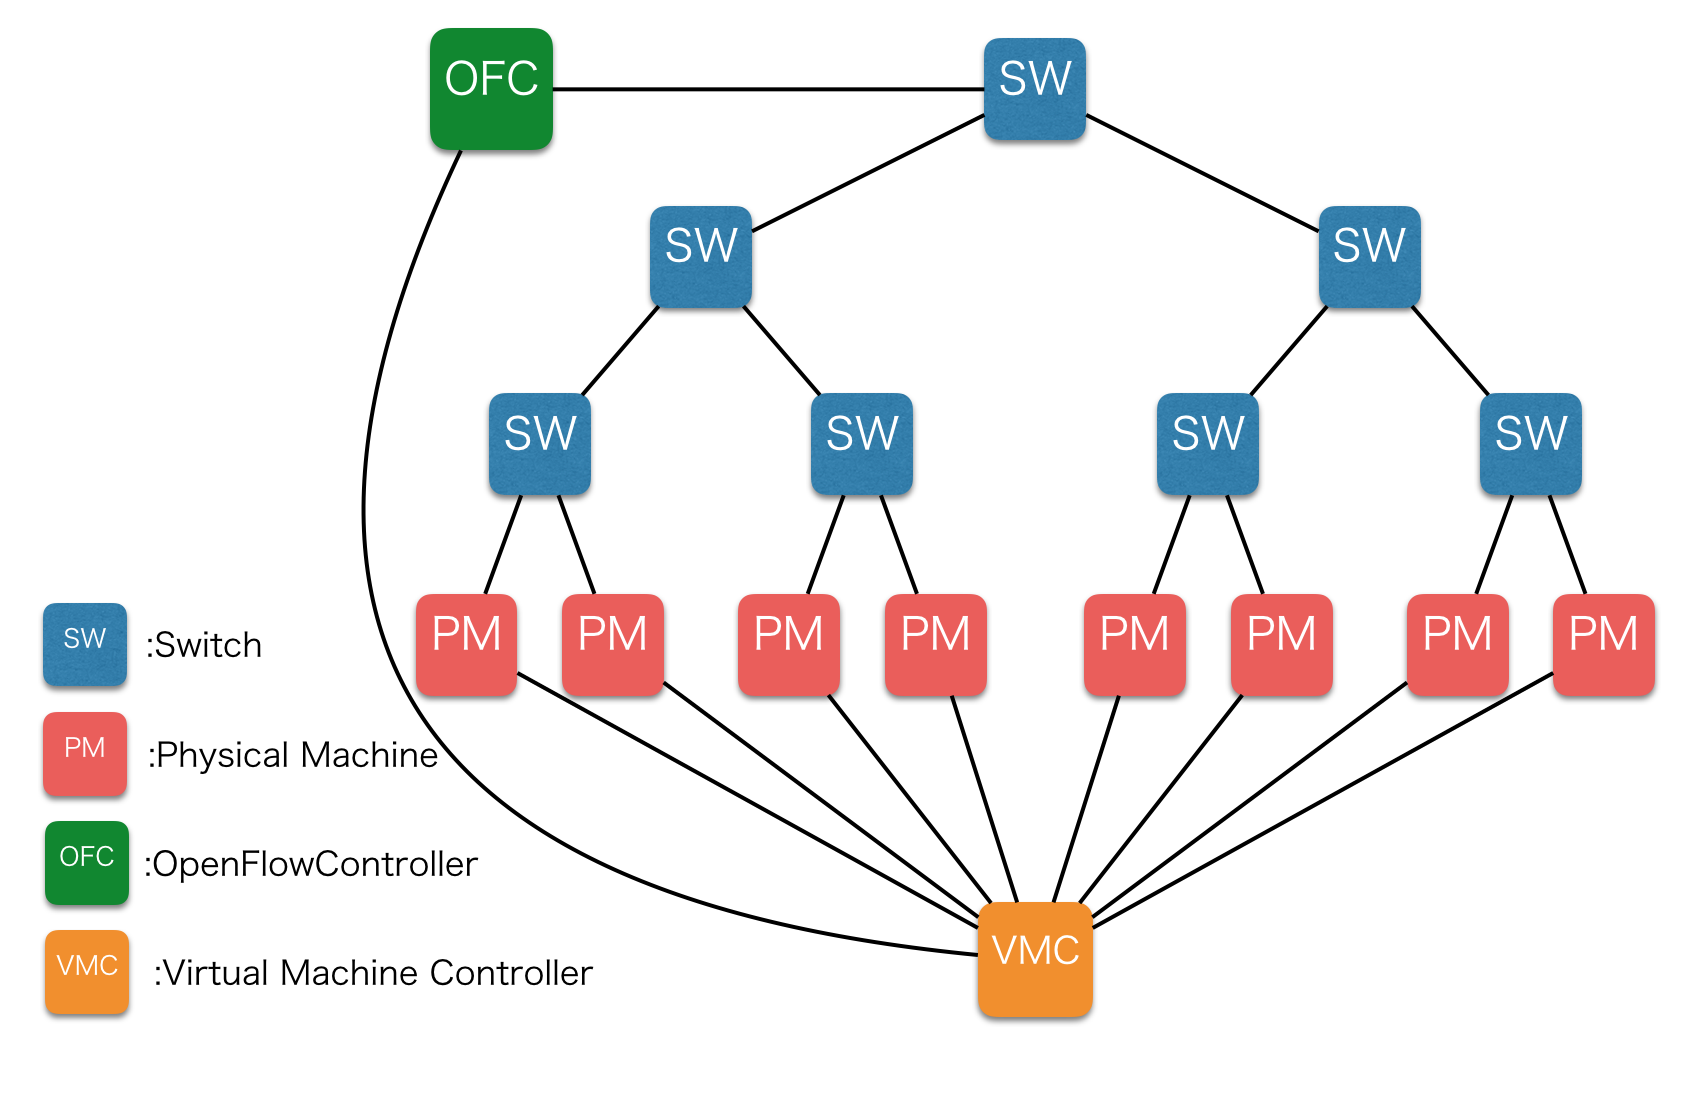 OFC
SW
SW
SW
SW
SW
SW
SW
PM
PM
PM
PM
PM
PM
PM
PM
SW :Switch
PM :Physical Machine
OFC :OpenFlowController
VMC :Virtual Machine Controller
VMC